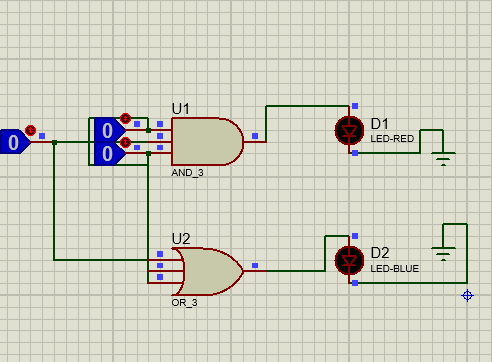 U1
0
0
0
D1
LED-RED
AND_3
U2
D2
LED-BLUE
OR_3